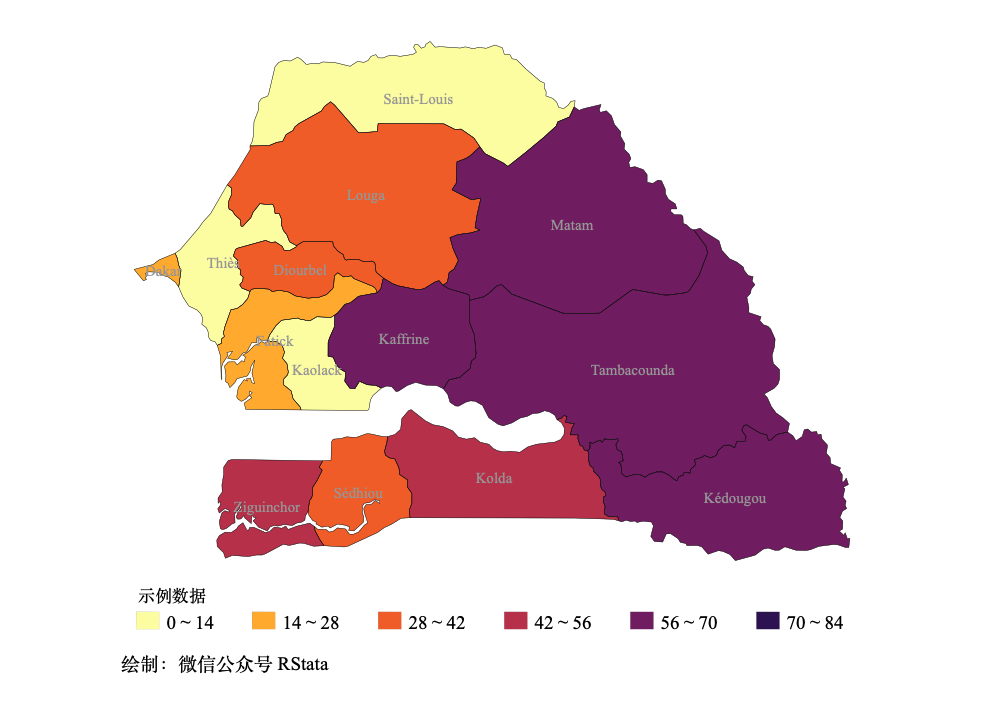 Saint-Louis
Louga
Matam
Dakar
Thiès
Diourbel
Fatick
Kaffrine
Kaolack
Tambacounda
Kolda
Sédhiou
Kédougou
Ziguinchor
示例数据
0 ~ 14
14 ~ 28
28 ~ 42
42 ~ 56
56 ~ 70
70 ~ 84
绘制：微信公众号 RStata